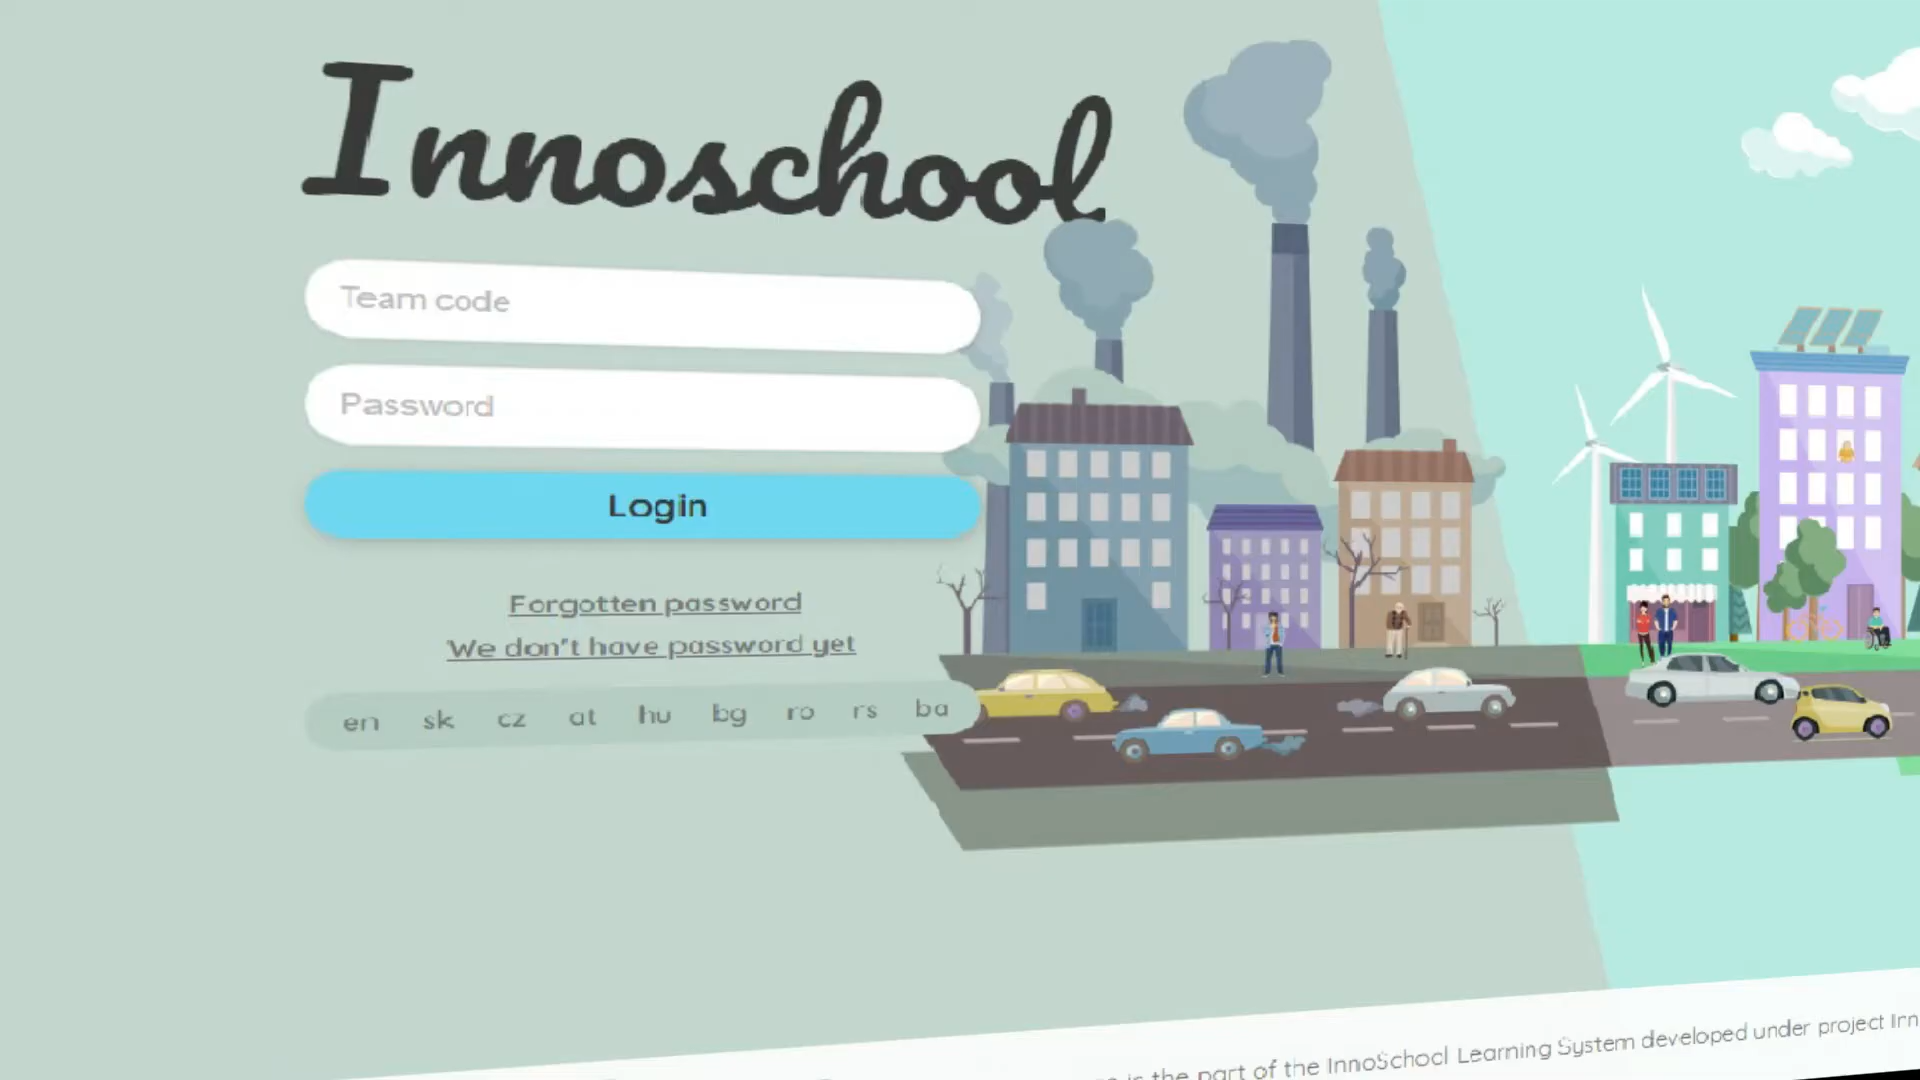 Innoschool
Team code
Password
Login
Forgotten password
We don't have password yet
en sk cz at hu bg ro rs ba
is the part of the InnoSchool Learning System developed under project